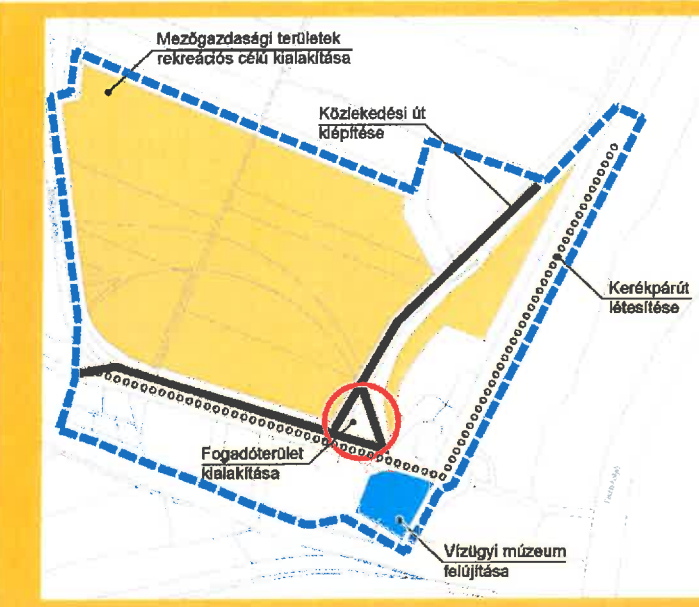 Mezőgazdasági területek
rekreációs célú kialakítása
Közlekedési út
kiépítése
Kerékpárút
létesítése
Fogadóterület
kialakítása
Vízügyi múzeum
felújítása